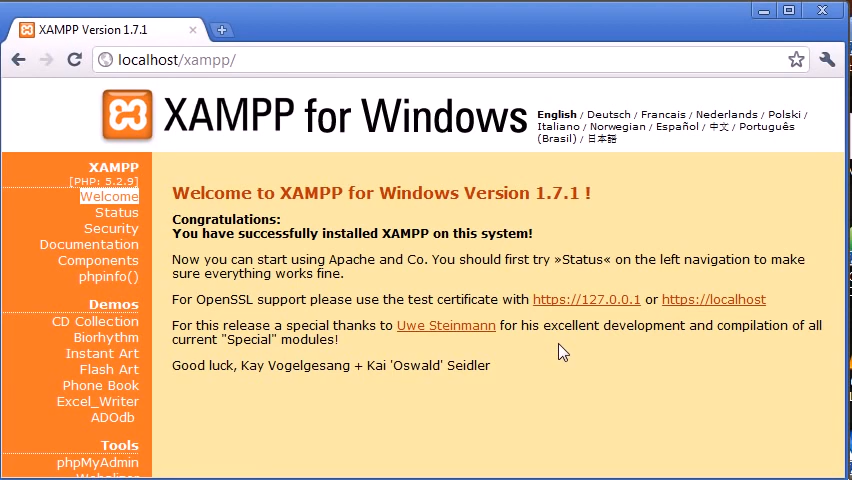 XAMPP Version 1.7.1
localhost/xampp/
XAMPP for Windows
English / Deutsch / Francais / Nederlands / Polski /
Italiano / Norwegian / Español / 中文 / Português
(Brasil) / 日本語
XAMPP
[PHP: 5.2.9]
Welcome
Status
Security
Documentation
Components
phpinfo()
Demos
CD Collection
Biorhythm
Instant Art
Flash Art
Phone Book
Excel_Writer
ADOdb
Tools
phpMyAdmin
Welcome to XAMPP for Windows Version 1.7.1 !
Congratulations:
You have successfully installed XAMPP on this system!
Now you can start using Apache and Co. You should first try »Status« on the left navigation to make
sure everything works fine.
For OpenSSL support please use the test certificate with https://127.0.0.1 or https://localhost
For this release a special thanks to Uwe Steinmann for his excellent development and compilation of all
current "Special" modules!
Good luck, Kay Vogelgesang + Kai 'Oswald' Seidler